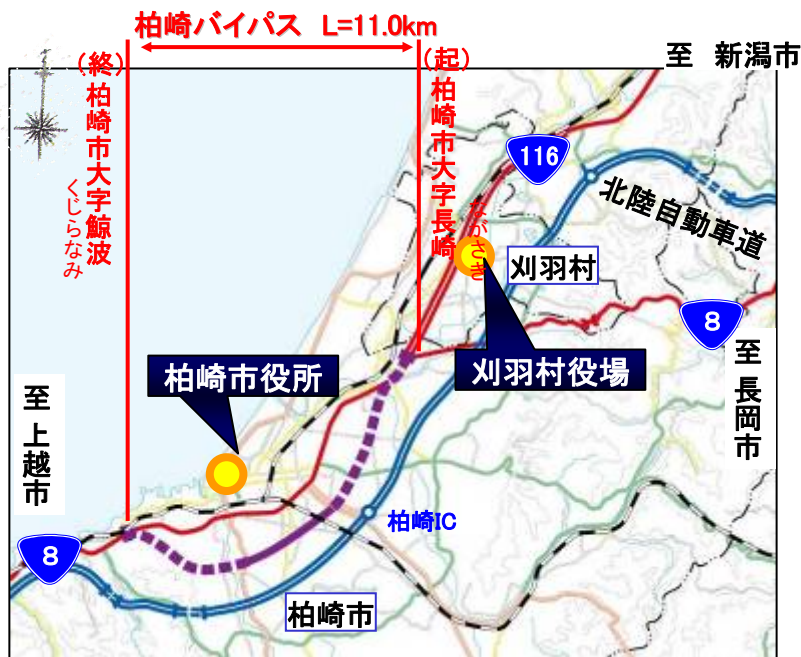 柏崎バイパス L=11.0km
(終)柏崎市大字鯨波
くじらなみ
(起)柏崎市大字長崎
ながさき
至 新潟市
116
北陸自動車道
刈羽村
8
至 長岡市
柏崎市役所
刈羽村役場
至 上越市
柏崎IC
8
柏崎市